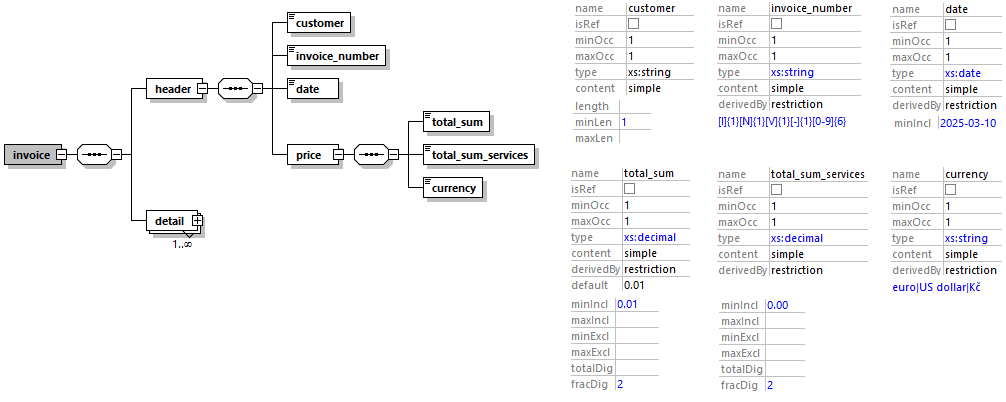 customer
invoice_number
header
date
total_sum
invoice
price
total_sum_services
currency
detail
1..∞
name customer
isRef
minOcc 1
maxOcc 1
type xs:string
content simple
length
minLen 1
maxLen
name invoice_number
isRef
minOcc 1
maxOcc 1
type xs:string
content simple
derivedBy restriction
[I]{1}[N]{1}[V]{1}[-]{1}[0-9]{6}
name date
isRef
minOcc 1
maxOcc 1
type xs:date
content simple
derivedBy restriction
minIncl 2025-03-10
name total_sum
isRef
minOcc 1
maxOcc 1
type xs:decimal
content simple
derivedBy restriction
default 0.01
minIncl 0.01
maxIncl
minExcl
maxExcl
totalDig
fracDig 2
name total_sum_services
isRef
minOcc 1
maxOcc 1
type xs:decimal
content simple
derivedBy restriction
minIncl 0.00
maxIncl
minExcl
maxExcl
totalDig
fracDig 2
name currency
isRef
minOcc 1
maxOcc 1
type xs:string
content simple
derivedBy restriction
euro|US dollar|Kč